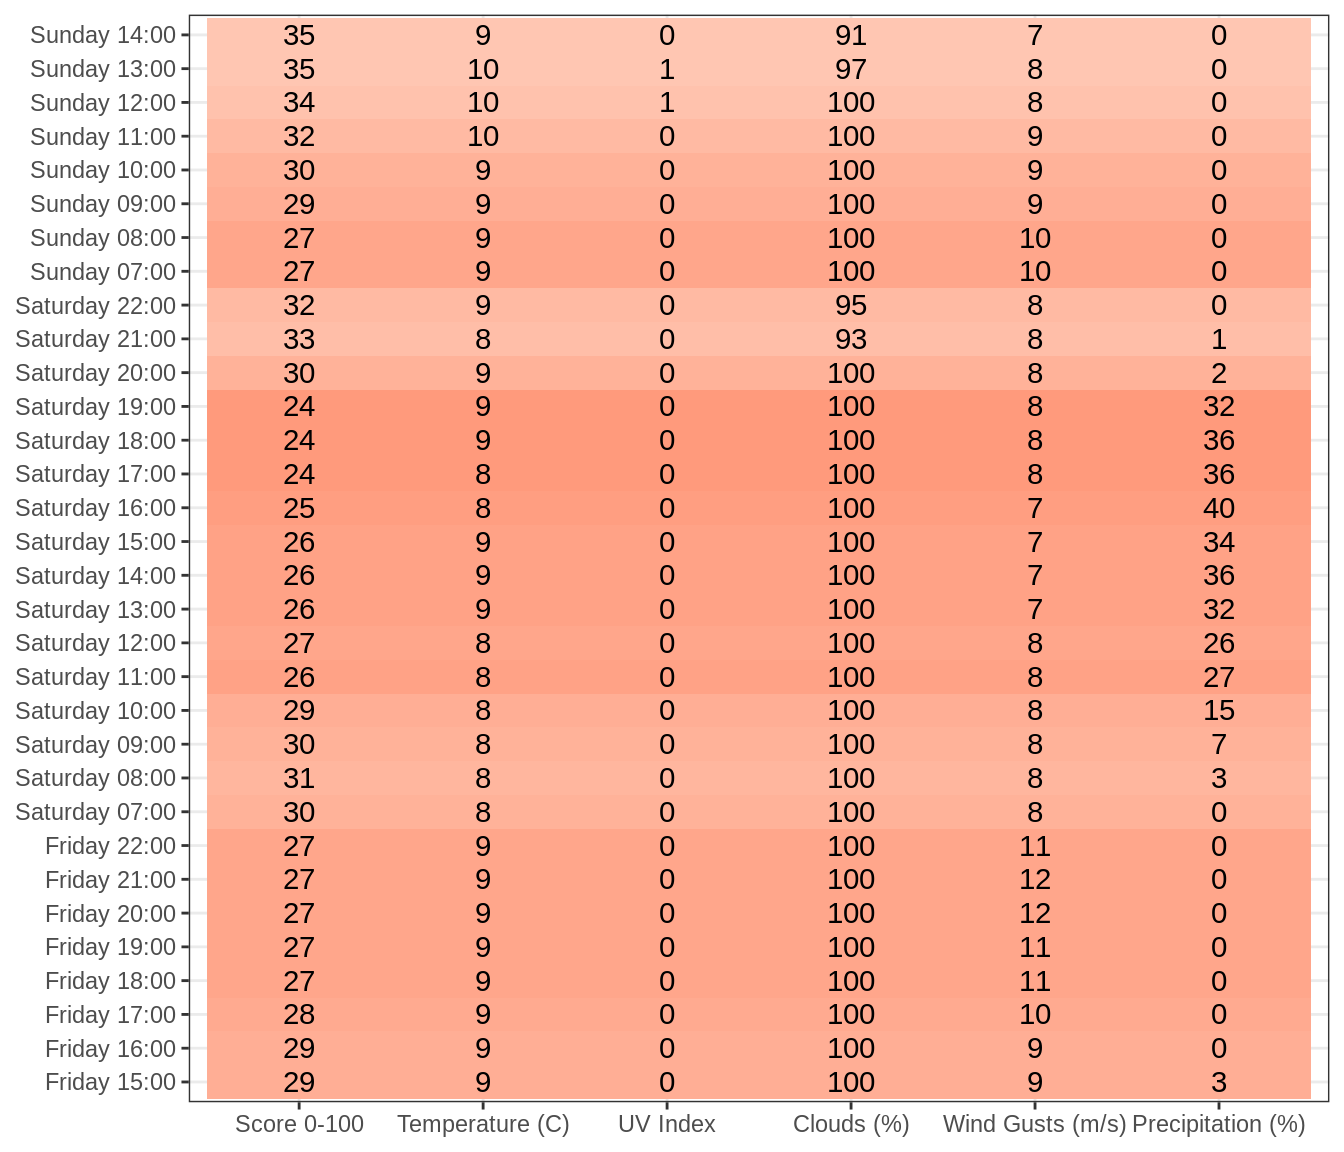 Sunday 14:00 35 9 0 91 7 0
Sunday 13:00 35 10 1 97 8 0
Sunday 12:00 34 10 1 100 8 0
Sunday 11:00 32 10 0 100 9 0
Sunday 10:00 30 9 0 100 9 0
Sunday 09:00 29 9 0 100 9 0
Sunday 08:00 27 9 0 100 10 0
Sunday 07:00 27 9 0 100 10 0
Saturday 22:00 32 9 0 95 8 0
Saturday 21:00 33 8 0 93 8 1
Saturday 20:00 30 9 0 100 8 2
Saturday 19:00 24 9 0 100 8 32
Saturday 18:00 24 9 0 100 8 36
Saturday 17:00 24 8 0 100 8 36
Saturday 16:00 25 8 0 100 7 40
Saturday 15:00 26 9 0 100 7 34
Saturday 14:00 26 9 0 100 7 36
Saturday 13:00 26 9 0 100 7 32
Saturday 12:00 27 8 0 100 8 26
Saturday 11:00 26 8 0 100 8 27
Saturday 10:00 29 8 0 100 8 15
Saturday 09:00 30 8 0 100 8 7
Saturday 08:00 31 8 0 100 8 3
Saturday 07:00 30 8 0 100 8 0
Friday 22:00 27 9 0 100 11 0
Friday 21:00 27 9 0 100 12 0
Friday 20:00 27 9 0 100 12 0
Friday 19:00 27 9 0 100 11 0
Friday 18:00 27 9 0 100 11 0
Friday 17:00 28 9 0 100 10 0
Friday 16:00 29 9 0 100 9 0
Friday 15:00 29 9 0 100 9 3
Score 0-100 Temperature (C) UV Index Clouds (%) Wind Gusts (m/s) Precipitation (%)